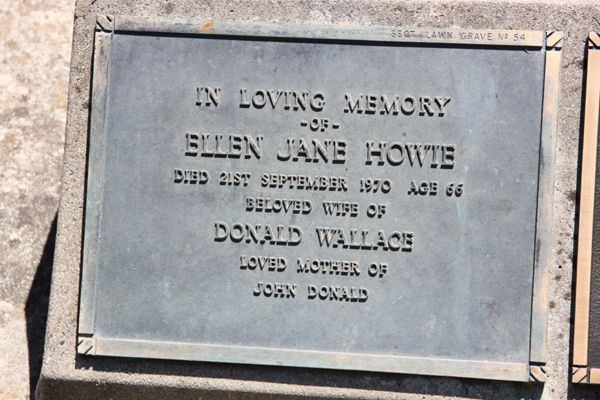 SECT LAWN GRAVE Nº 54
IN LOVING MEMORY
-OF-
ELLEN JANE HOWIE
DIED 21ST SEPTEMBER 1970 AGE 66
BELOVED WIFE OF
DONALD WALLACE
LOVED MOTHER OF
JOHN DONALD